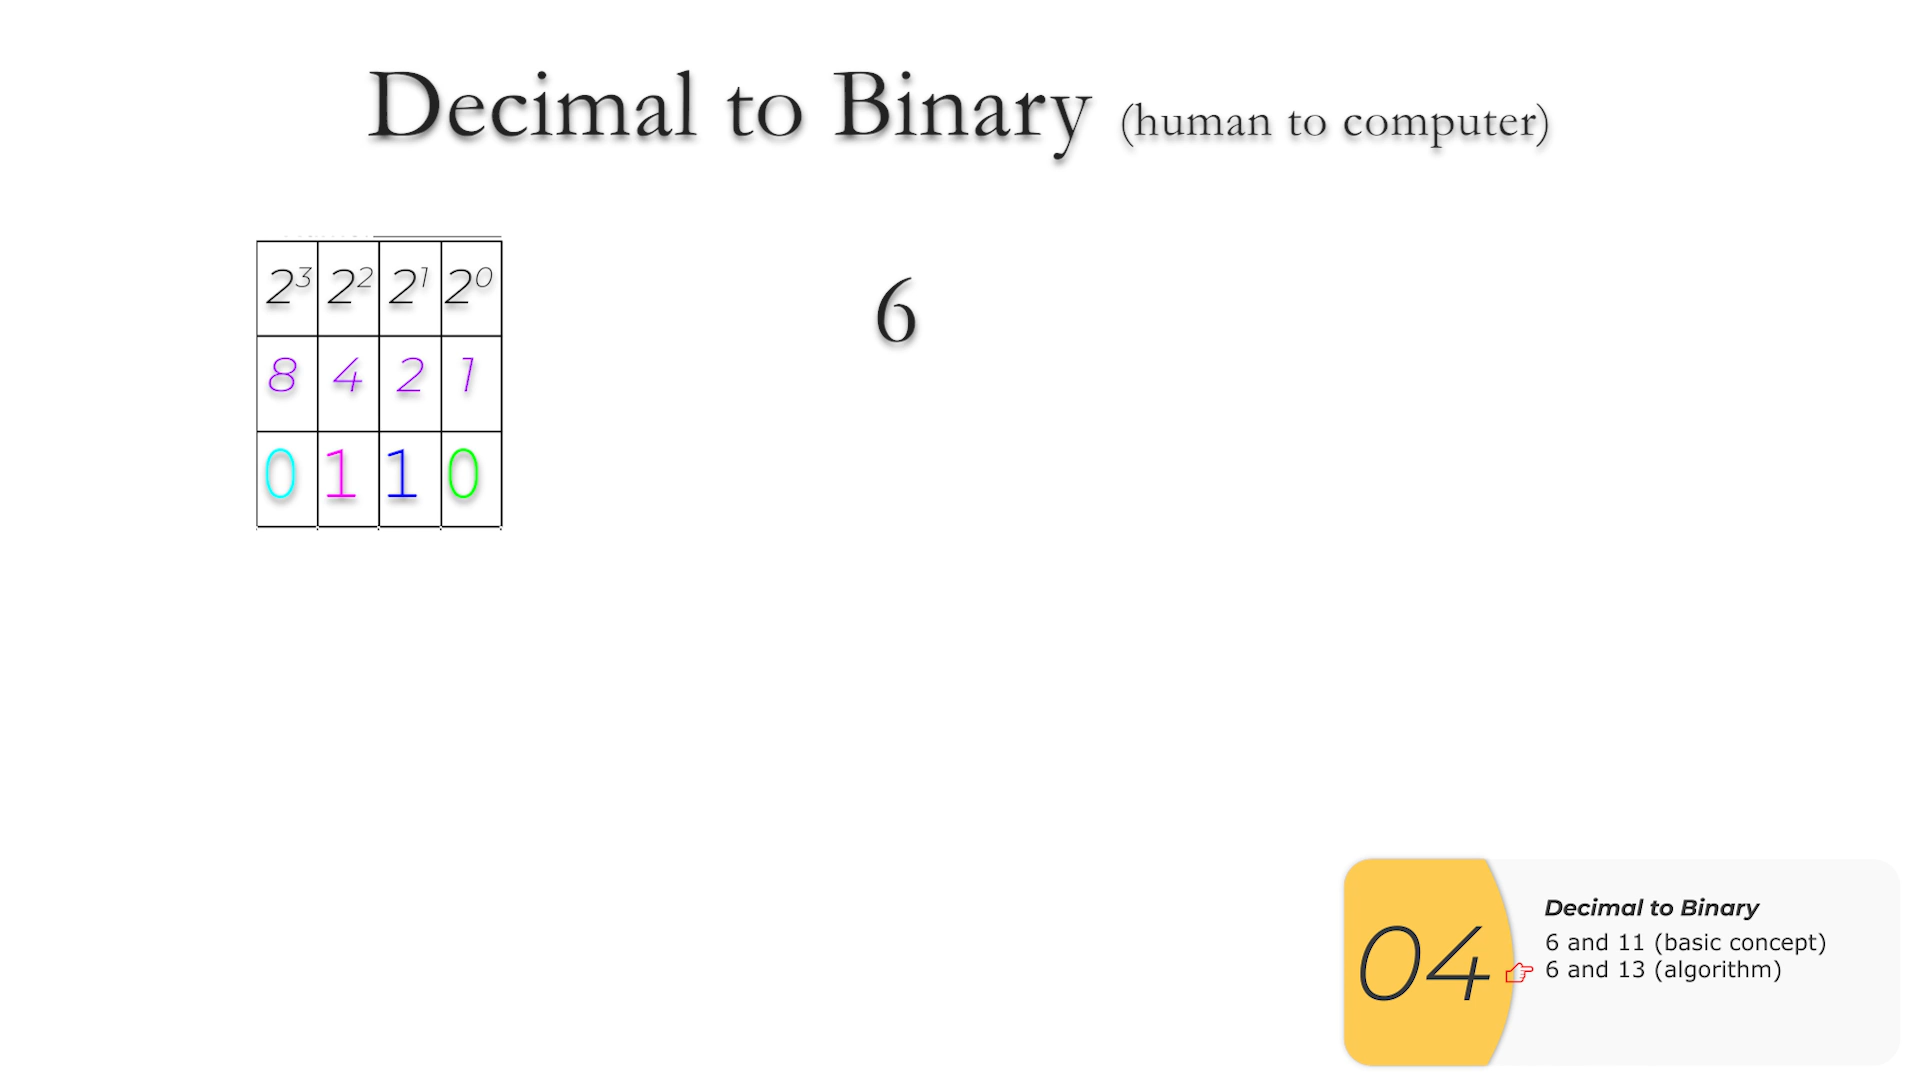 Decimal to Binary (human to computer)
2³ 2² 2¹ 2⁰
8 4 2 1
0 1 1 0
6
04
Decimal to Binary
6 and 11 (basic concept)
6 and 13 (algorithm)